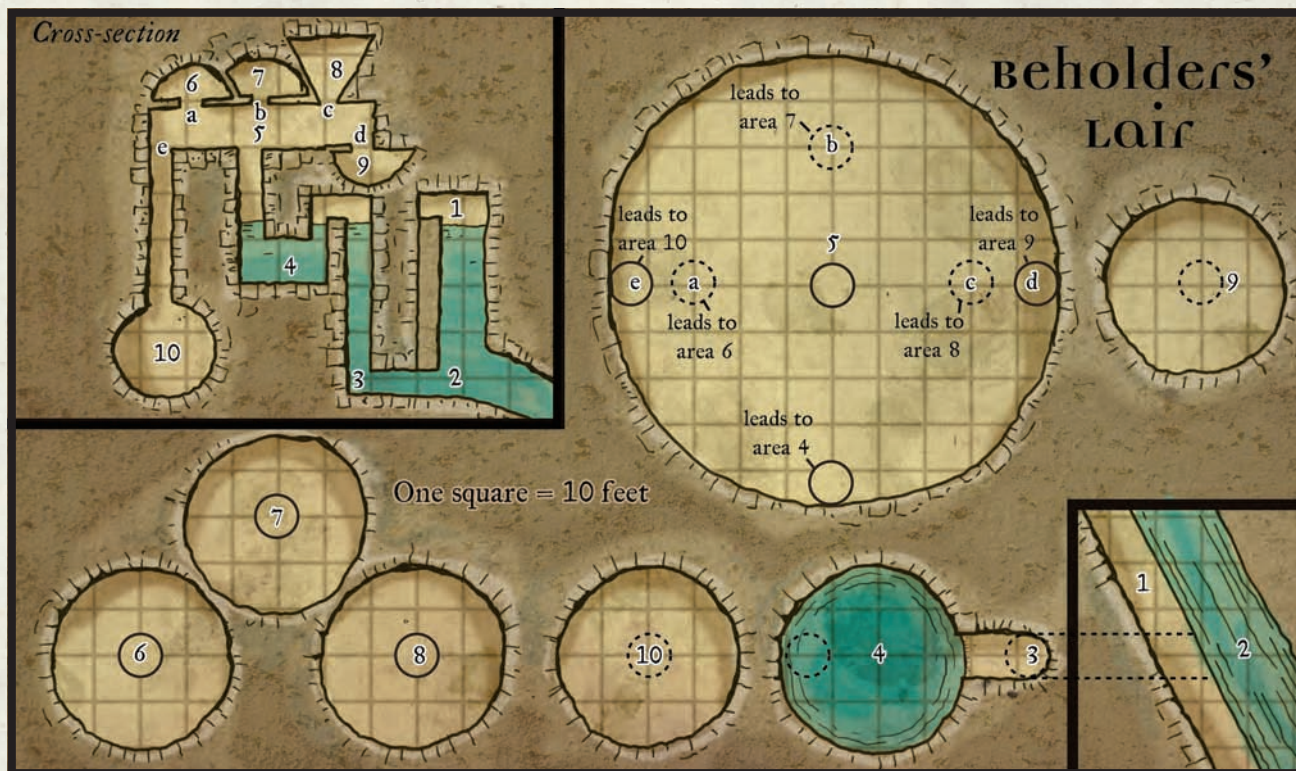 Cross-section
6
7
8
a
b
c
5
d
e
9
1
4
10
3
2
Beholders'
Lair
leads to
area 7
b
leads to
area 10
5
leads to
area 9
e
a
c
d
9
leads to
area 6
leads to
area 8
leads to
area 4
One square = 10 feet
7
6
8
10
4
3
1
2